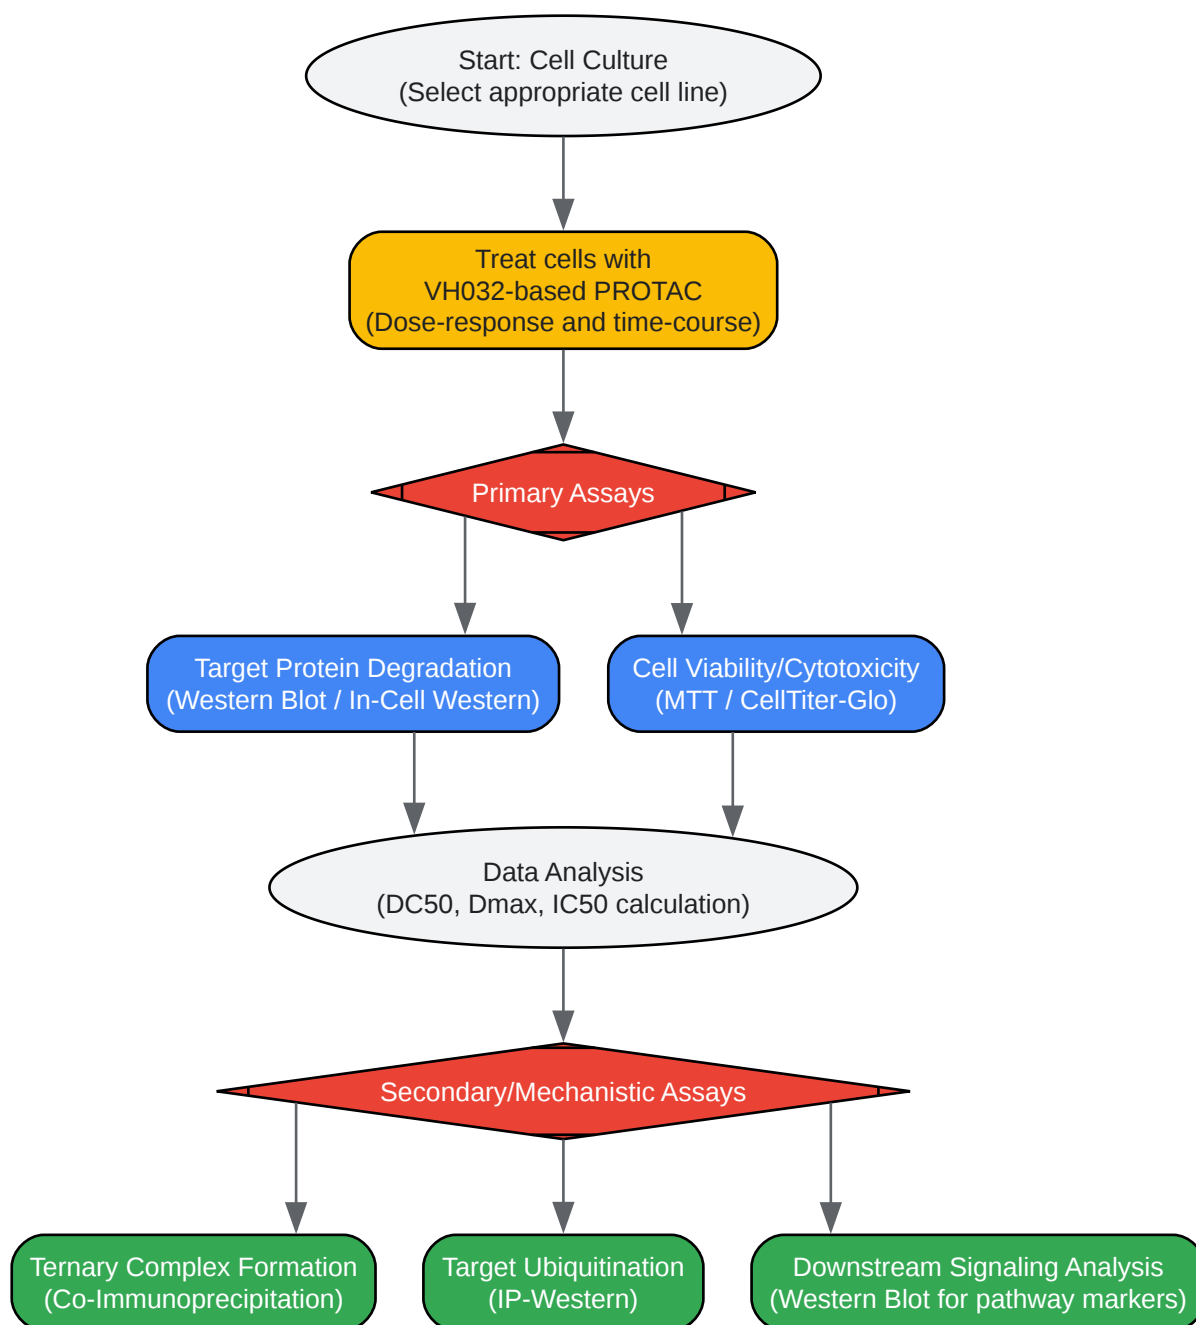 Start: Cell Culture
(Select appropriate cell line)
Treat cells with
VH032-based PROTAC
(Dose-response and time-course)
Primary Assays
Target Protein Degradation
(Western Blot / In-Cell Western)
Cell Viability/Cytotoxicity
(MTT / CellTiter-Glo)
Data Analysis
(DC50, Dmax, IC50 calculation)
Secondary/Mechanistic Assays
Ternary Complex Formation
(Co-Immunoprecipitation)
Target Ubiquitination
(IP-Western)
Downstream Signaling Analysis
(Western Blot for pathway markers)